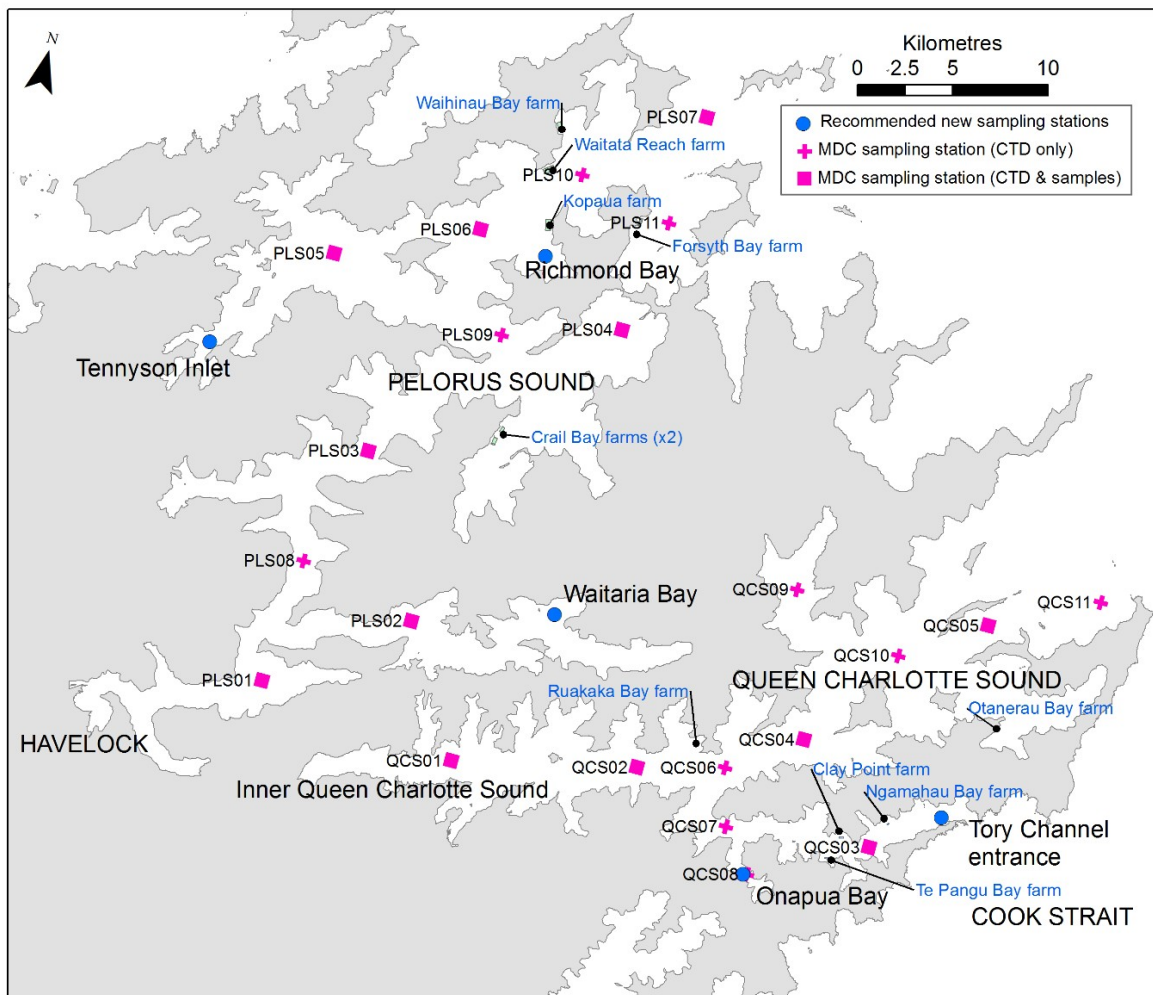 N
Kilometres
0 2.5 5 10
Recommended new sampling stations
MDC sampling station (CTD only)
MDC sampling station (CTD & samples)
Waihinau Bay farm
PLS07
Waitata Reach farm
PLS10
Kopaua farm
PLS06
PLS11
Forsyth Bay farm
PLS05
Richmond Bay
PLS09
PLS04
Tennyson Inlet
PELORUS SOUND
Crail Bay farms (x2)
PLS03
PLS08
Waitaria Bay
QCS09
QCS11
PLS02
QCS05
QCS10
PLS01
QUEEN CHARLOTTE SOUND
Ruakaka Bay farm
Otanerau Bay farm
HAVELOCK
QCS04
QCS01
QCS02
QCS06
Clay Point farm
Inner Queen Charlotte Sound
Ngamahau Bay farm
QCS07
Tory Channel
entrance
QCS03
QCS08
Onapua Bay
Te Pangu Bay farm
COOK STRAIT